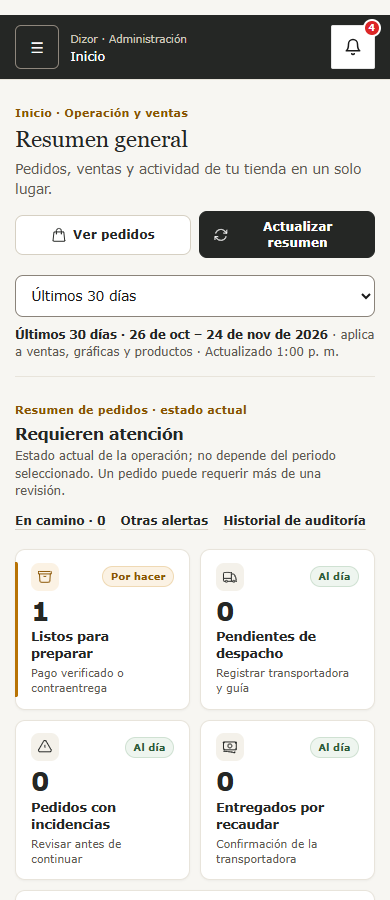 Dizor · Administración
Inicio
4
Inicio · Operación y ventas
Resumen general
Pedidos, ventas y actividad de tu tienda en un solo
lugar.
Ver pedidos
Actualizar
resumen
Últimos 30 días
Últimos 30 días · 26 de oct – 24 de nov de 2026 · aplica
a ventas, gráficas y productos · Actualizado 1:00 p. m.
Resumen de pedidos · estado actual
Requieren atención
Estado actual de la operación; no depende del periodo
seleccionado. Un pedido puede requerir más de una
revisión.
En camino · 0 Otras alertas Historial de auditoría
Por hacer
1
Listos para
preparar
Pago verificado o
contraentrega
Al día
0
Pendientes de
despacho
Registrar transportadora
y guía
Al día
0
Pedidos con
incidencias
Revisar antes de
continuar
Al día
0
Entregados por
recaudar
Confirmación de la
transportadora